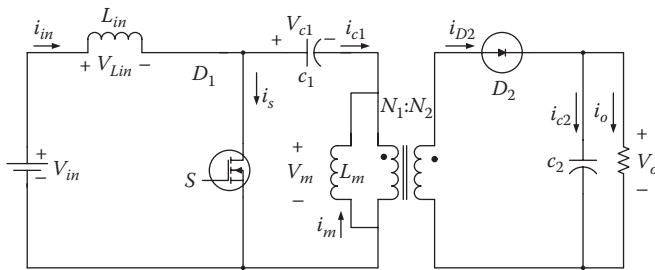 i_in
L_in
+ V_Lin −
D_1
i_s
+ V_c1 −
c_1
i_c1
N_1:N_2
i_D2
D_2
i_c2
i_o
c_2
+
V_o
−
+
V_in
−
S
+
V_m
−
L_m
i_m